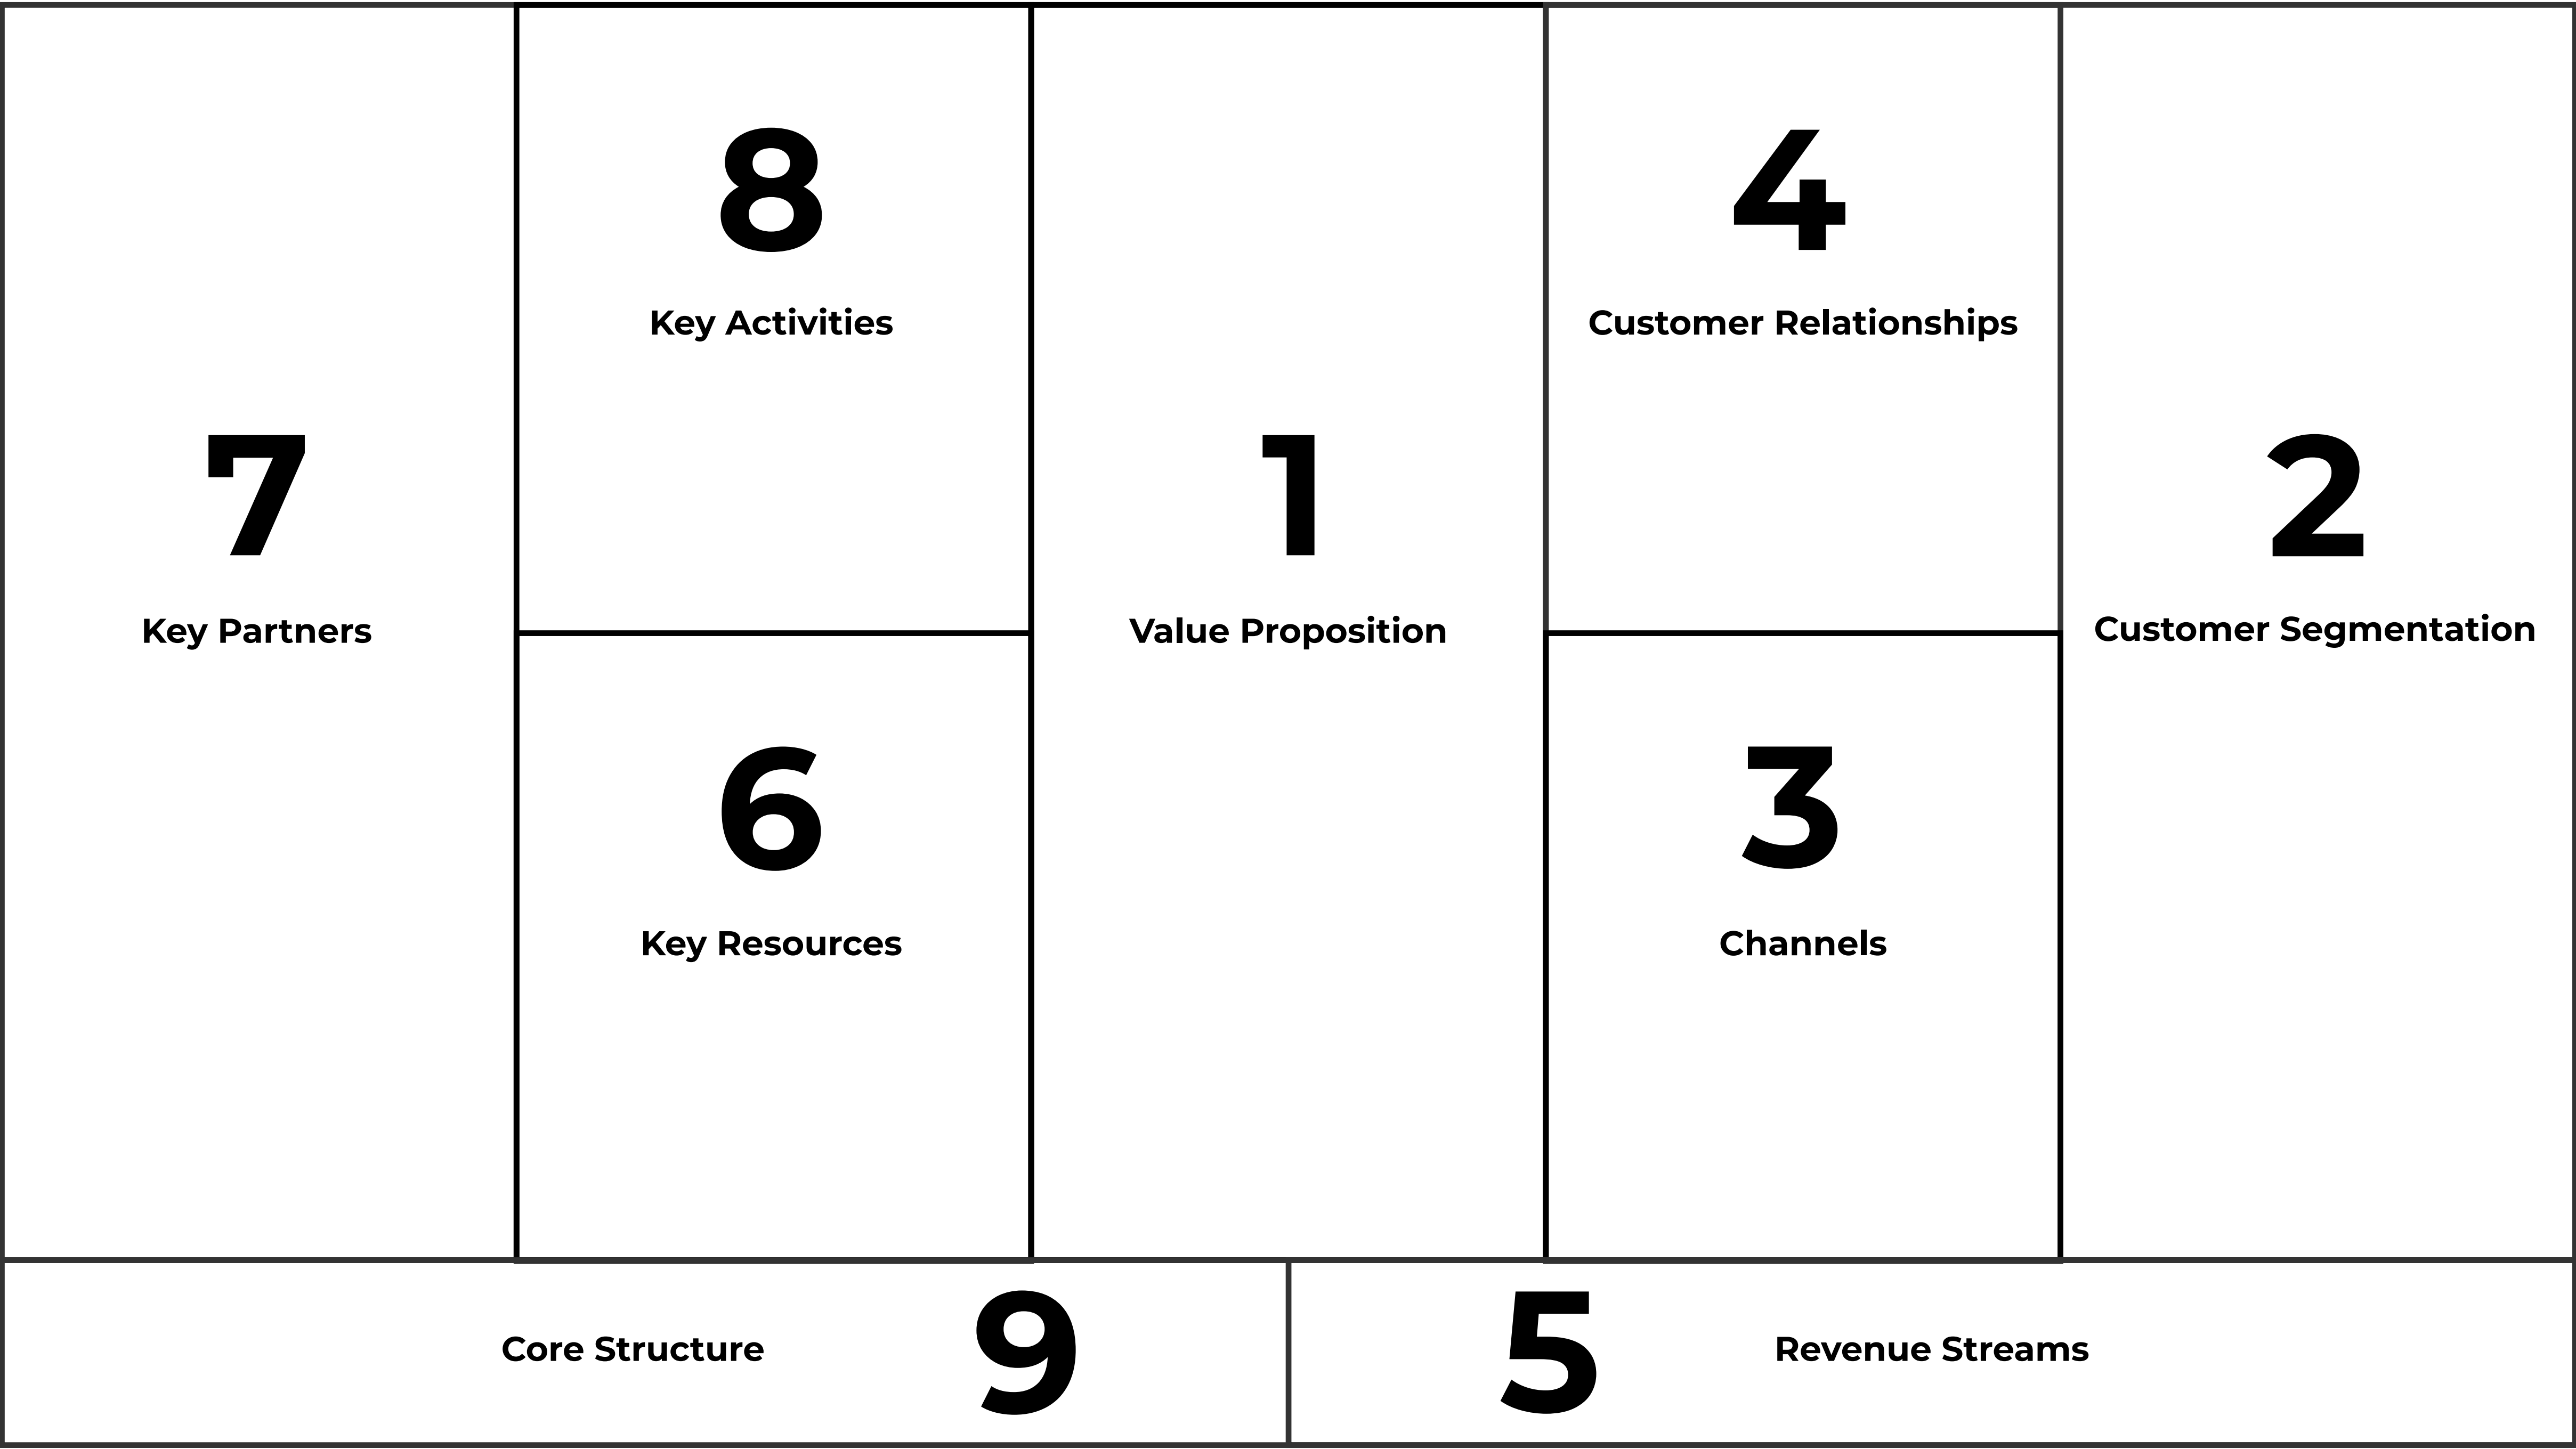 7
Key Partners
8
Key Activities
6
Key Resources
1
Value Proposition
4
Customer Relationships
3
Channels
2
Customer Segmentation
Core Structure
9
5
Revenue Streams